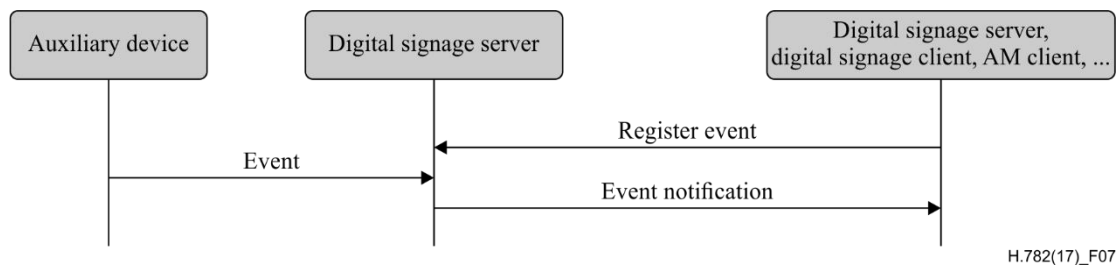 Auxiliary device
Digital signage server
Digital signage server,
digital signage client, AM client, ...
Register event
Event
Event notification
H.782(17)_F07